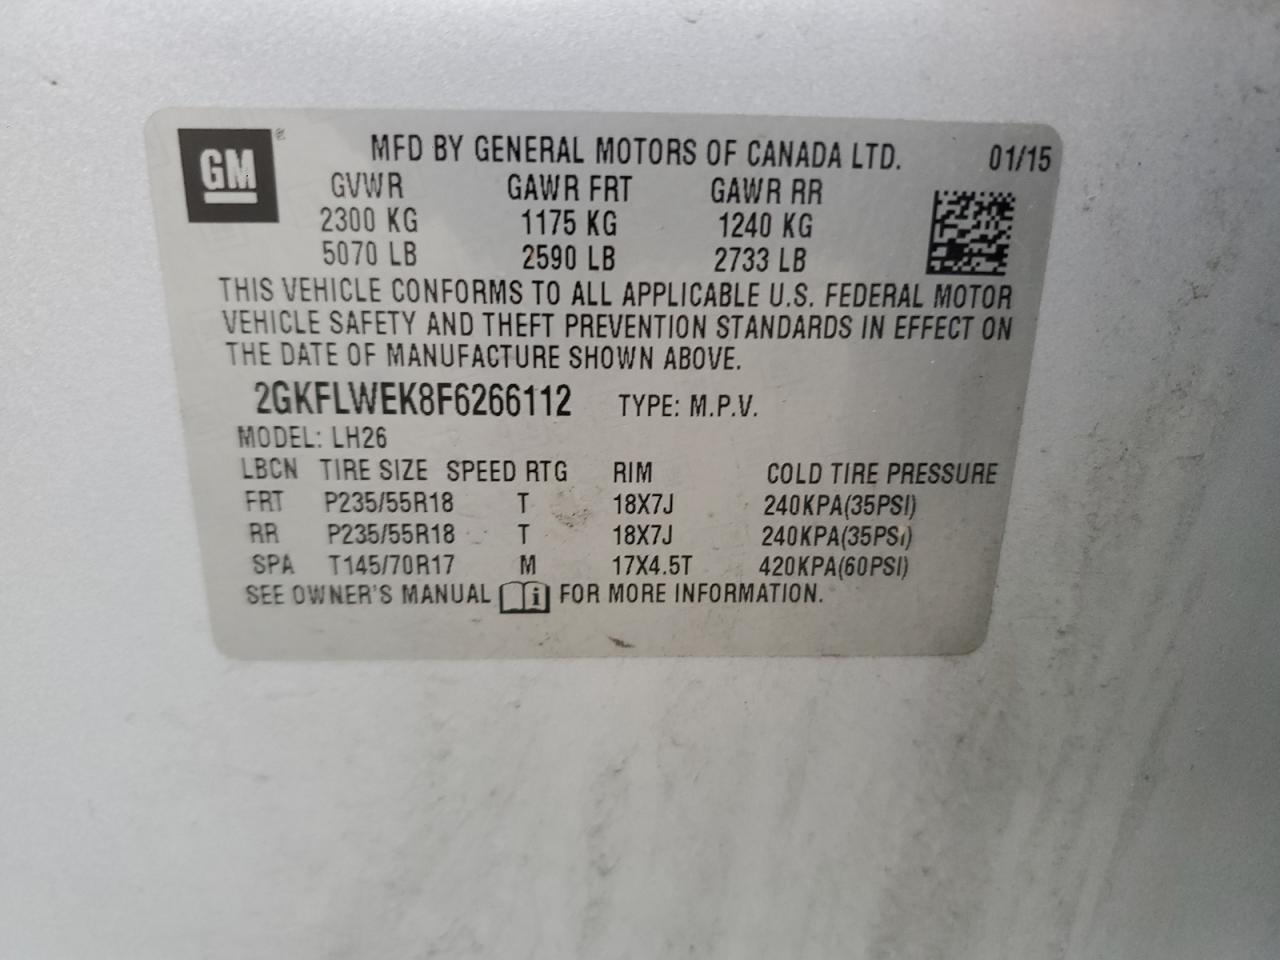 GM® MFD BY GENERAL MOTORS OF CANADA LTD. 01/15
GVWR GAWR FRT GAWR RR
2300 KG 1175 KG 1240 KG
5070 LB 2590 LB 2733 LB
THIS VEHICLE CONFORMS TO ALL APPLICABLE U.S. FEDERAL MOTOR
VEHICLE SAFETY AND THEFT PREVENTION STANDARDS IN EFFECT ON
THE DATE OF MANUFACTURE SHOWN ABOVE.
2GKFLWEK8F6266112 TYPE: M.P.V.
MODEL: LH26
LBCN TIRE SIZE SPEED RTG RIM COLD TIRE PRESSURE
FRT P235/55R18 T 18X7J 240KPA(35PSI)
RR P235/55R18 T 18X7J 240KPA(35PSI)
SPA T145/70R17 M 17X4.5T 420KPA(60PSI)
SEE OWNER'S MANUAL i FOR MORE INFORMATION.